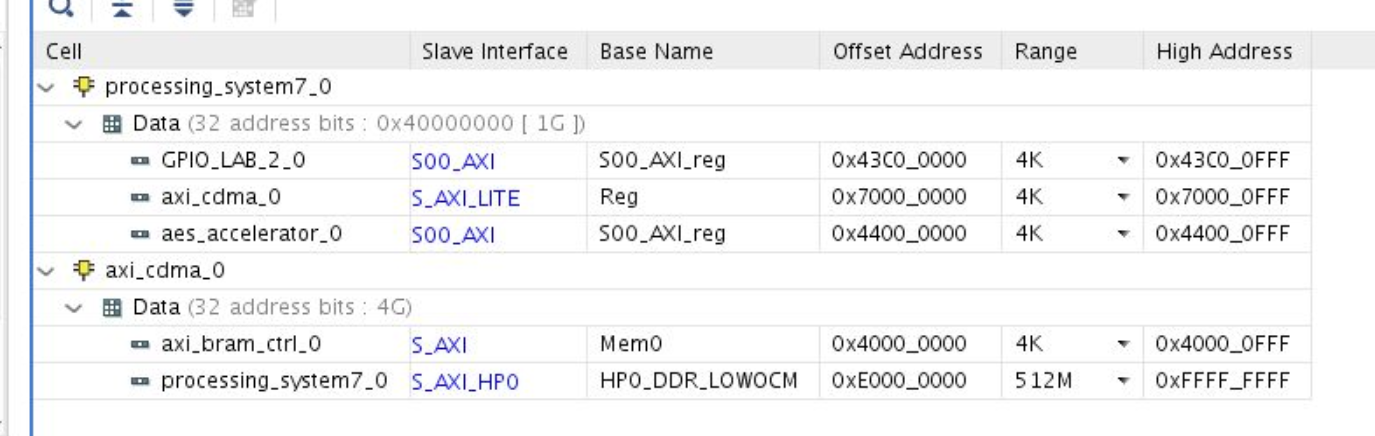 Cell Slave Interface Base Name Offset Address Range High Address
processing_system7_0
Data (32 address bits : 0x40000000 [ 1G ])
GPIO_LAB_2_0 S00_AXI S00_AXI_reg 0x43C0_0000 4K 0x43C0_0FFF
axi_cdma_0 S_AXI_LITE Reg 0x7000_0000 4K 0x7000_0FFF
aes_accelerator_0 S00_AXI S00_AXI_reg 0x4400_0000 4K 0x4400_0FFF
axi_cdma_0
Data (32 address bits : 4G)
axi_bram_ctrl_0 S_AXI Mem0 0x4000_0000 4K 0x4000_0FFF
processing_system7_0 S_AXI_HP0 HP0_DDR_LOWOCM 0xE000_0000 512M 0xFFFF_FFFF